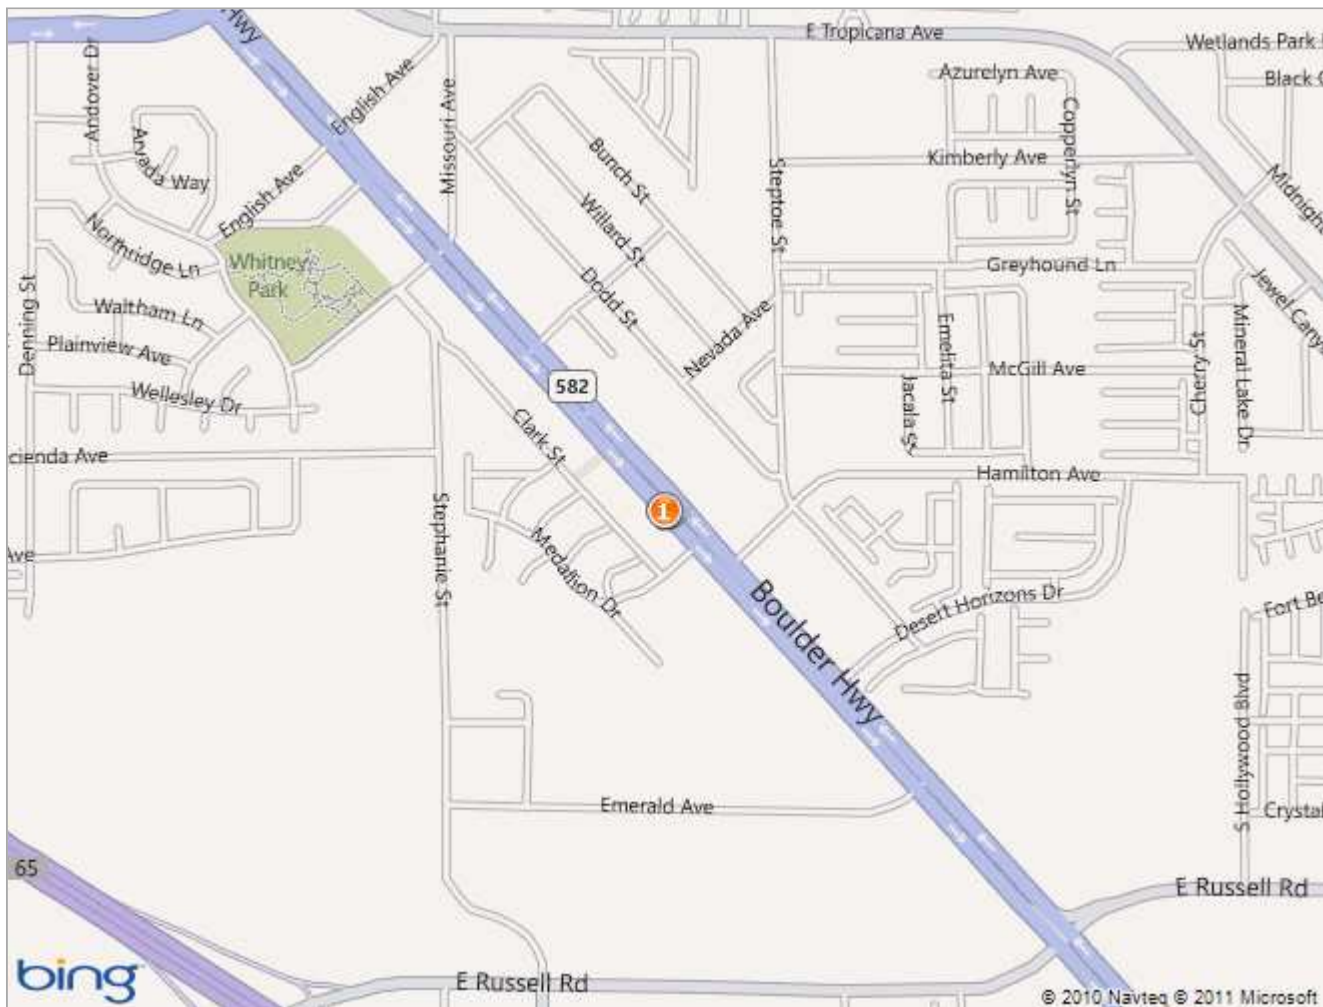 Hwy
E Tropicana Ave
Wetlands Park
Andover Dr
English Ave
Missouri Ave
Azurelyn Ave
Black
Copperlyn St
Arvada Way
Bunch St
Steptoe St
Kimberly Ave
English Ave
Willard St
Northridge Ln
Whitney
Park
Dodd St
Greyhound Ln
Denning St
Waltham Ln
Nevada Ave
Emelita St
Cherry St
Mineral Lake Dr
Jewel Canyo
Plainview Ave
582
McGill Ave
Jacala St
Wellesley Dr
Clark St
cienda Ave
Hamilton Ave
Stephanie St
1
Medallion Dr
Ave
Boulder Hwy
Desert Horizons Dr
Fort Be
S Hollywood Blvd
Emerald Ave
Crystal
65
E Russell Rd
bing
E Russell Rd
© 2010 Navteq © 2011 Microsoft